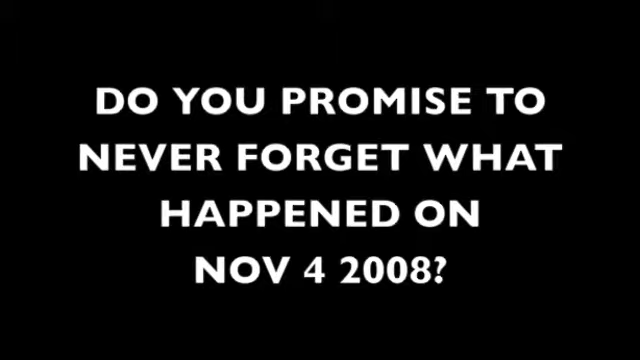 DO YOU PROMISE TO
NEVER FORGET WHAT
HAPPENED ON
NOV 4 2008?